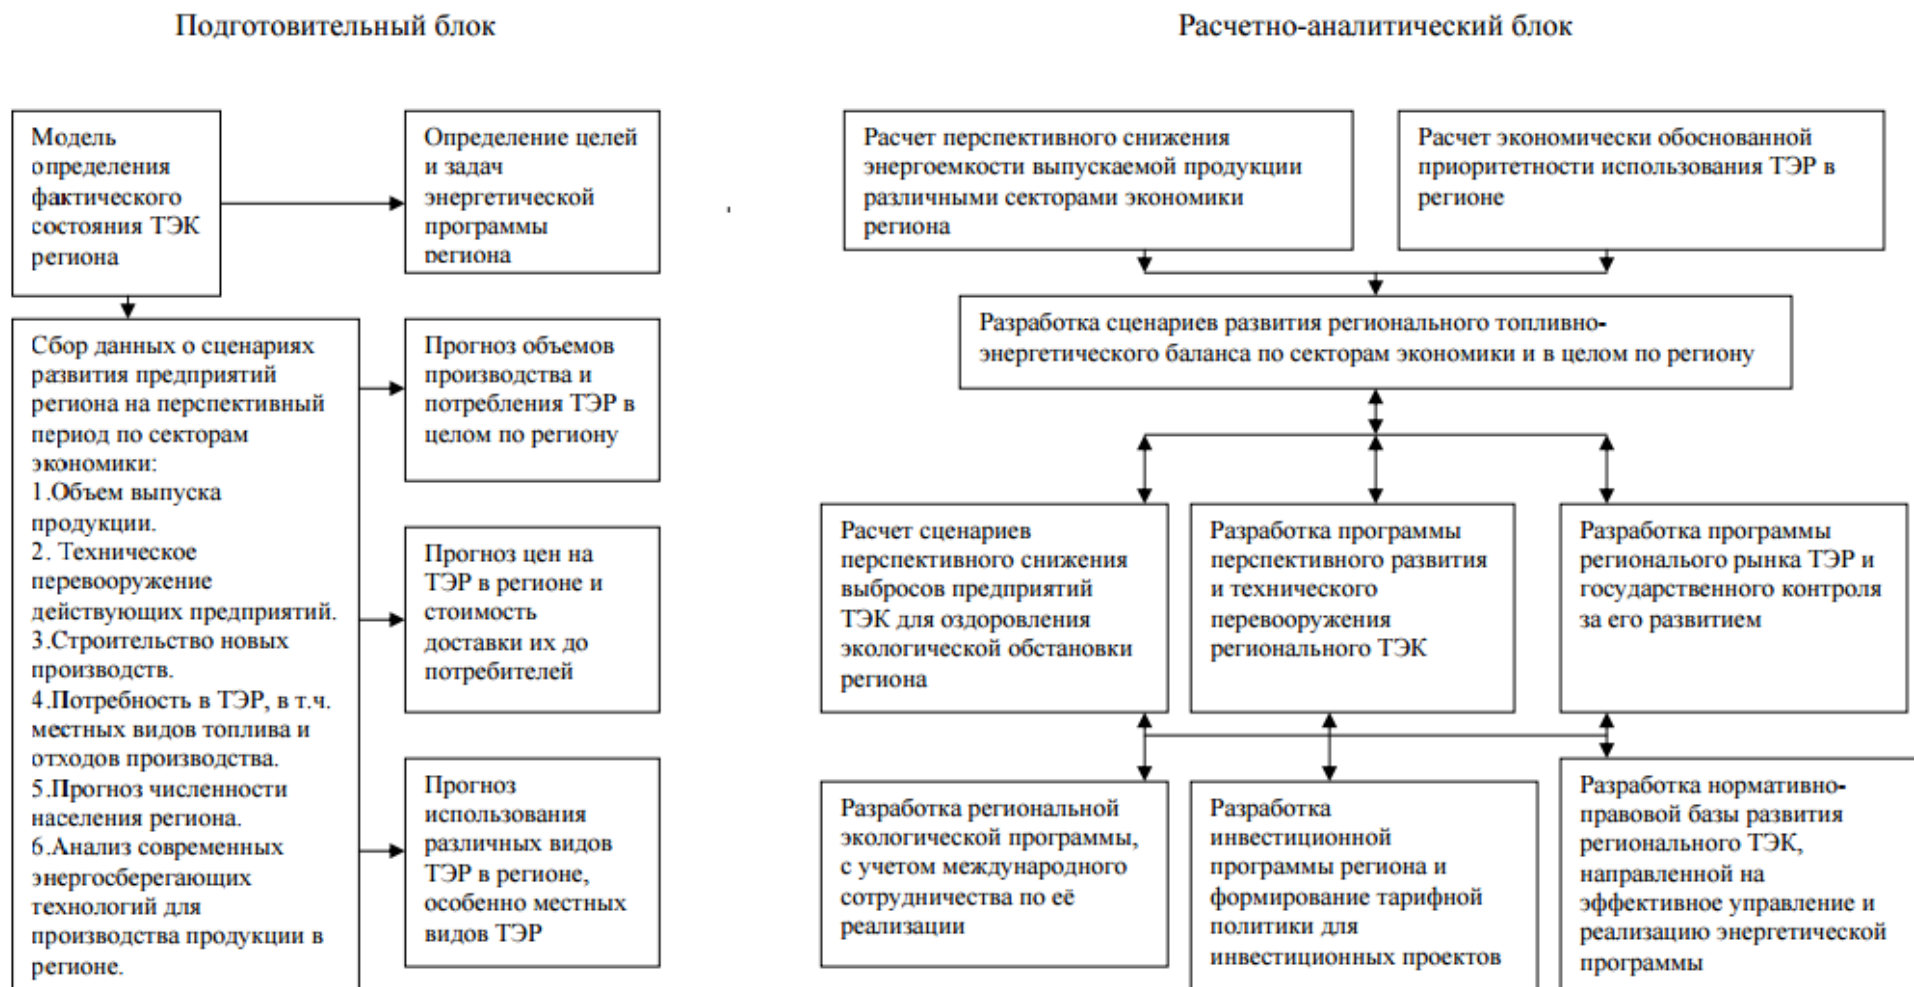 Подготовительный блок
Модель
определения
фактического
состояния ТЭК
региона
Определение целей
и задач
энергетической
программы
региона
Сбор данных о сценариях
развития предприятий
региона на перспективный
период по секторам
экономики:
1.Объем выпуска
продукции.
2. Техническое
перевооружение
действующих предприятий.
3.Строительство новых
производств.
4.Потребность в ТЭР, в т.ч.
местных видов топлива и
отходов производства.
5.Прогноз численности
населения региона.
6.Анализ современных
энергосберегающих
технологий для
производства продукции в
регионе.
Прогноз объемов
производства и
потребления ТЭР в
целом по региону
Прогноз цен на
ТЭР в регионе и
стоимость
доставки их до
потребителей
Прогноз
использования
различных видов
ТЭР в регионе,
особенно местных
видов ТЭР
Расчетно-аналитический блок
Расчет перспективного снижения
энергоемкости выпускаемой продукции
различными секторами экономики
региона
Расчет экономически обоснованной
приоритетности использования ТЭР в
регионе
Разработка сценариев развития регионального топливно-
энергетического баланса по секторам экономики и в целом по региону
Расчет сценариев
перспективного снижения
выбросов предприятий
ТЭК для оздоровления
экологической обстановки
региона
Разработка программы
перспективного развития
и технического
перевооружения
регионального ТЭК
Разработка программы
региональго рынка ТЭР и
государственного контроля
за его развитием
Разработка региональной
экологической программы,
с учетом международного
сотрудничества по её
реализации
Разработка
инвестиционной
программы региона и
формирование тарифной
политики для
инвестиционных проектов
Разработка нормативно-
правовой базы развития
регионального ТЭК,
направленной на
эффективное управление и
реализацию энергетической
программы